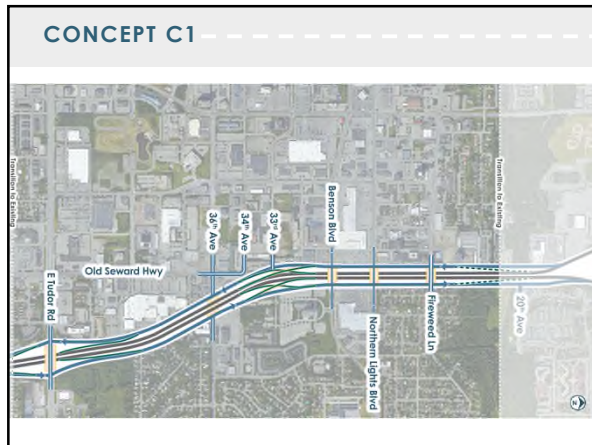 CONCEPT C1
Transition to Existing
E Tudor Rd
Old Seward Hwy
36th Ave
34th Ave
33rd Ave
Benson Blvd
Northern Lights Blvd
Fireweed Ln
Transition to Existing
20th Ave
N